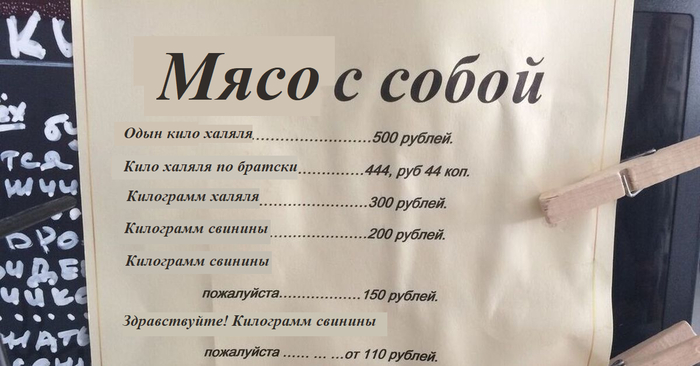 Мясо с собой
Одын кило халяля........................500 рублей.
Кило халяля по братски..............444, руб 44 коп.
Килограмм халяля.......................300 рублей.
Килограмм свинины.....................200 рублей.
Килограмм свинины
пожалуйста...................150 рублей.
Здравствуйте! Килограмм свинины
пожалуйста ...... ... ...от 110 рублей.